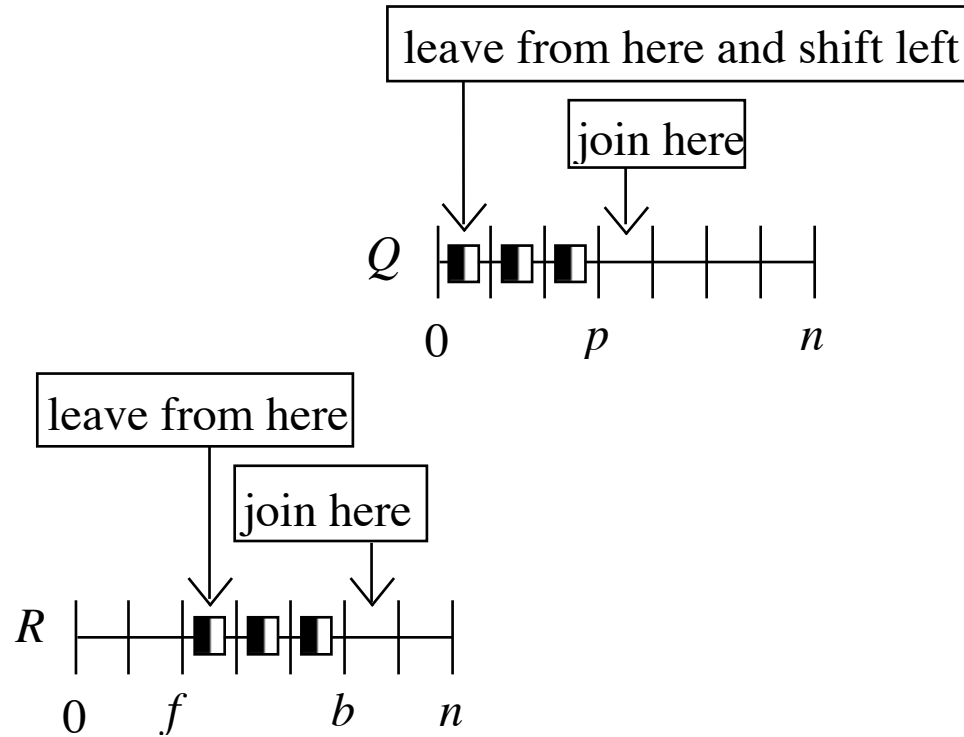 leave from here and shift left
join here
Q
0 p n
leave from here
join here
R
0 f b n